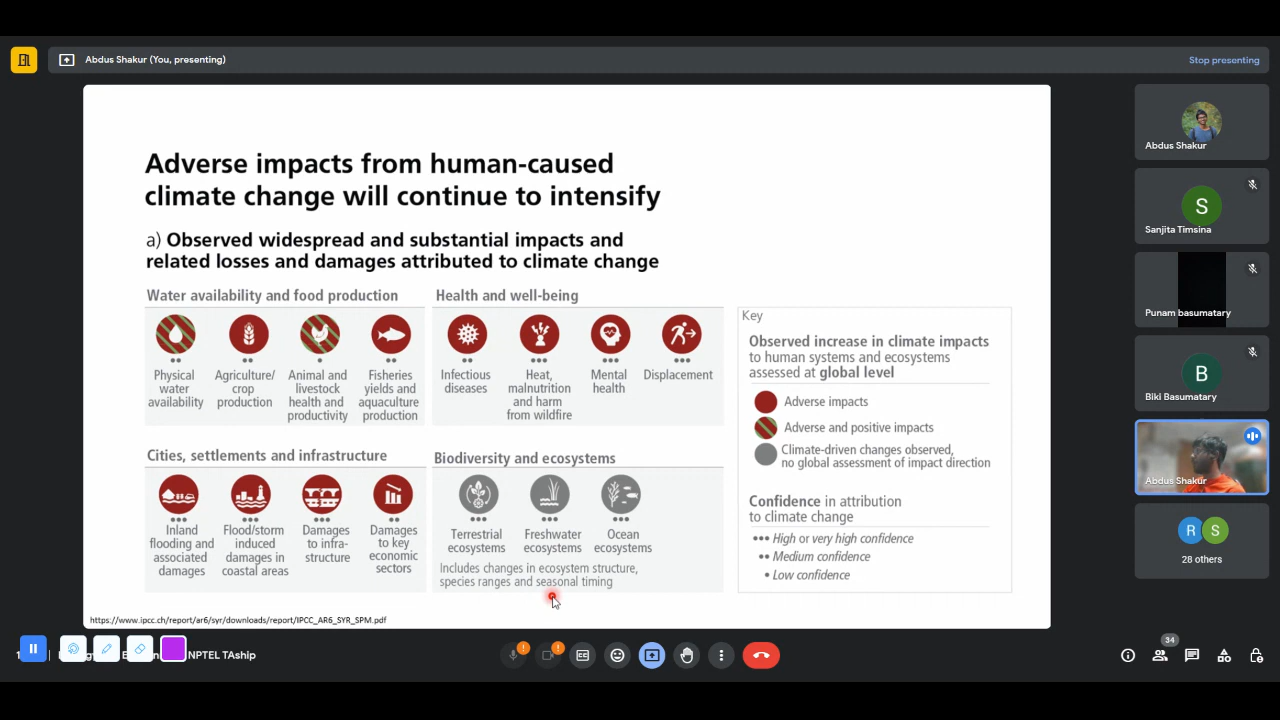 Abdus Shakur (You, presenting)
Stop presenting
Adverse impacts from human-caused
climate change will continue to intensify
a) Observed widespread and substantial impacts and
related losses and damages attributed to climate change
Water availability and food production
Physical
water
availability
Agriculture/
crop
production
Animal and
livestock
health and
productivity
Fisheries
yields and
aquaculture
production
Health and well-being
Infectious
diseases
Heat,
malnutrition
and harm
from wildfire
Mental
health
Displacement
Cities, settlements and infrastructure
Inland
flooding and
associated
damages
Flood/storm
induced
damages in
coastal areas
Damages
to infra-
structure
Damages
to key
economic
sectors
Biodiversity and ecosystems
Terrestrial
ecosystems
Freshwater
ecosystems
Ocean
ecosystems
Includes changes in ecosystem structure,
species ranges and seasonal timing
Key
Observed increase in climate impacts
to human systems and ecosystems
assessed at global level
Adverse impacts
Adverse and positive impacts
Climate-driven changes observed,
no global assessment of impact direction
Confidence in attribution
to climate change
••• High or very high confidence
•• Medium confidence
• Low confidence
https://www.ipcc.ch/report/ar6/syr/downloads/report/IPCC_AR6_SYR_SPM.pdf
Abdus Shakur
S
Sanjita Timsina
Punam basumatary
B
Biki Basumatary
Abdus Shakur
R
S
28 others
NPTEL TAship
34